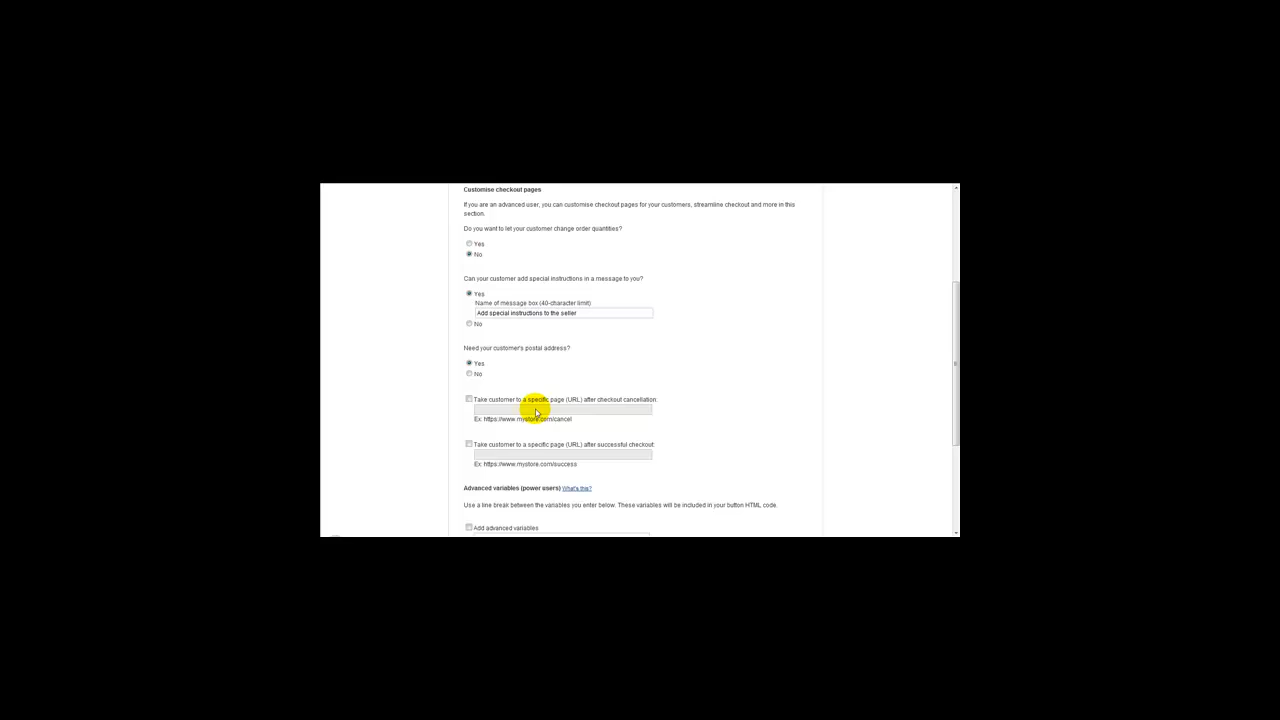 Customise checkout pages
If you are an advanced user, you can customise checkout pages for your customers, streamline checkout and more in this
section.
Do you want to let your customer change order quantities?
Yes
No
Can your customer add special instructions in a message to you?
Yes
Name of message box (40-character limit)
Add special instructions to the seller
No
Need your customer's postal address?
Yes
No
Take customer to a specific page (URL) after checkout cancellation:
Ex: https://www.mystore.com/cancel
Take customer to a specific page (URL) after successful checkout:
Ex: https://www.mystore.com/success
Advanced variables (power users) What's this?
Use a line break between the variables you enter below. These variables will be included in your button HTML code.
Add advanced variables